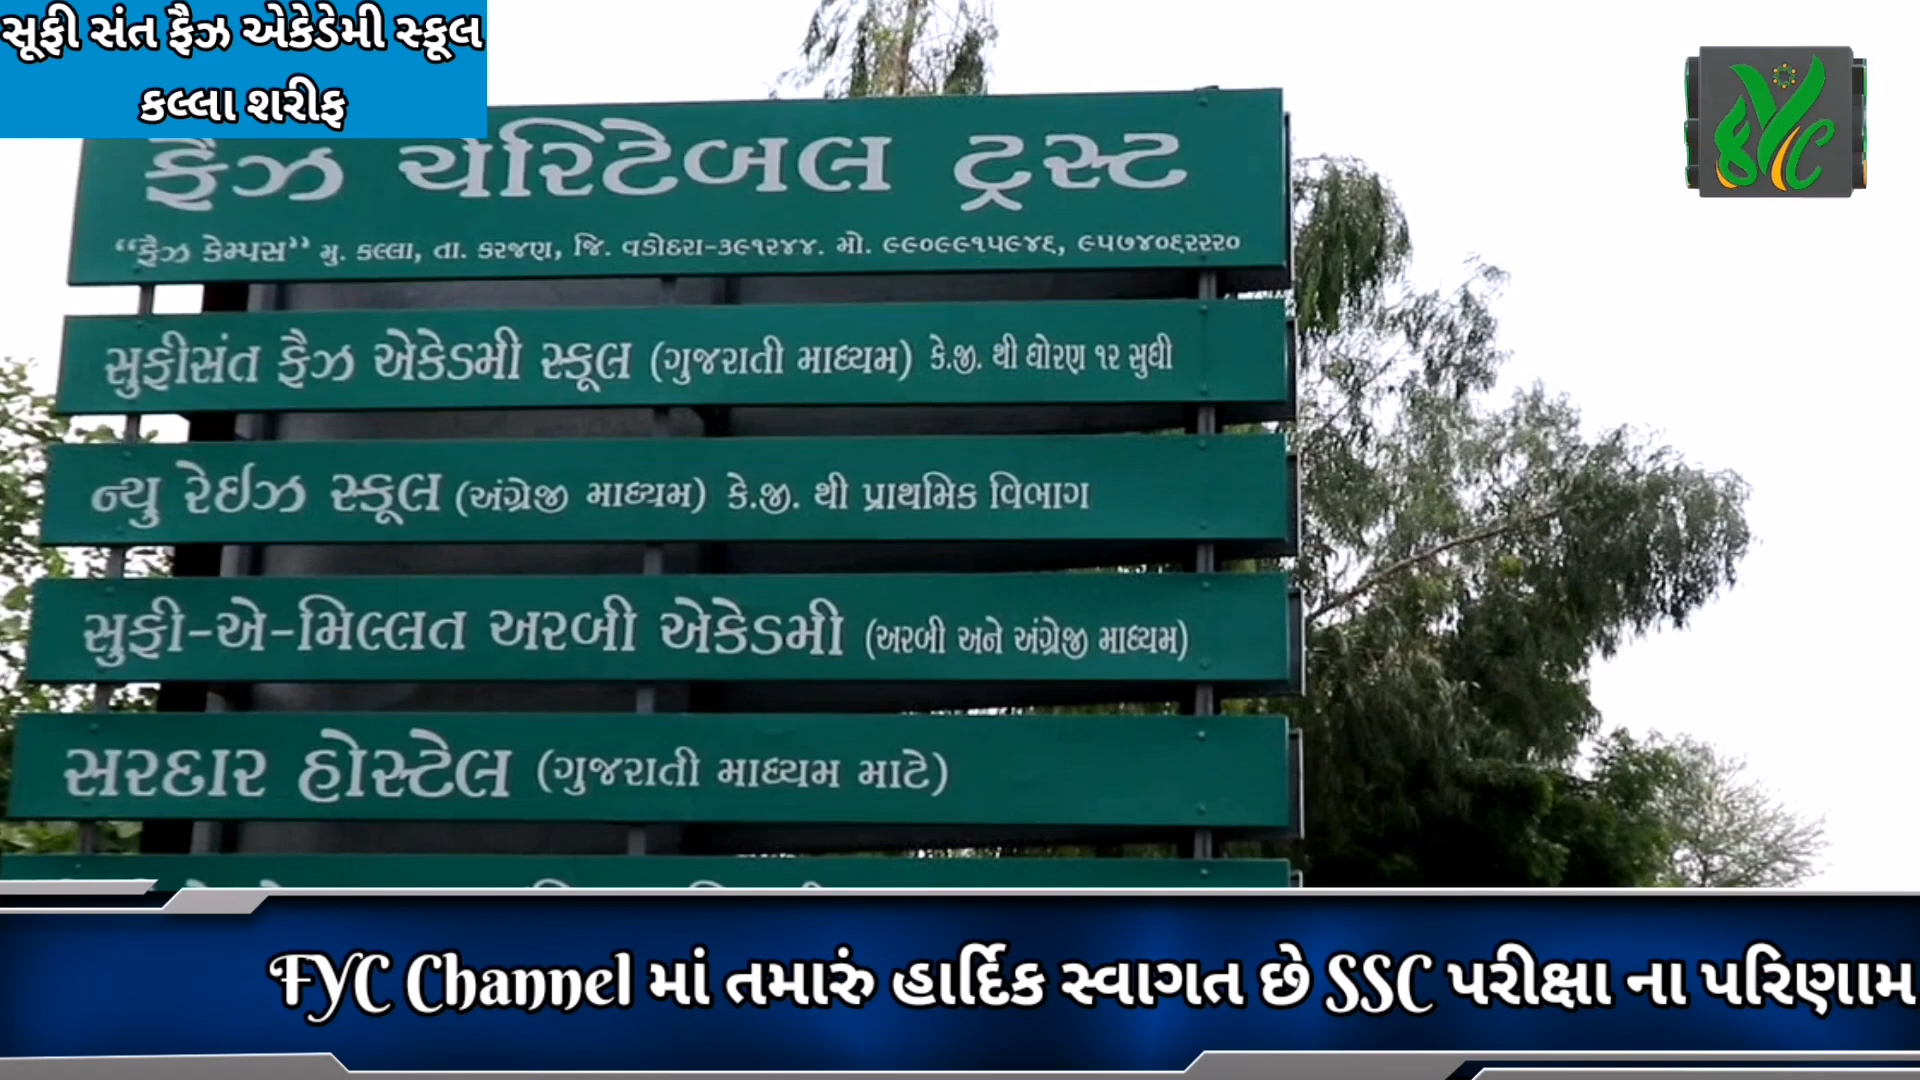 સૂફી સંત ફૈઝ એકેડેમી સ્કૂલ
કલ્લા શરીફ
FYC
ફૈઝ ચેરિટેબલ ટ્રસ્ટ
“ફૈઝ કેમ્પસ” મુ. કલ્લા, તા. કરજણ, જિ. વડોદરા-૩૯૧૨૪૪. મો. ૯૯૦૯૯૧૫૯૪૬, ૯૫૭૪૦૬૨૨૨૦
સુફીસંત ફૈઝ એકેડમી સ્કૂલ (ગુજરાતી માધ્યમ) કે.જી. થી ધોરણ ૧૨ સુધી
ન્યુ રેઈઝ સ્કૂલ (અંગ્રેજી માધ્યમ) કે.જી. થી પ્રાથમિક વિભાગ
સુફી-એ-મિલ્લત અરબી એકેડમી (અરબી અને અંગ્રેજી માધ્યમ)
સરદાર હોસ્ટેલ (ગુજરાતી માધ્યમ માટે)
FYC Channel માં તમારું હાર્દિક સ્વાગત છે SSC પરીક્ષા ના પરિણામ